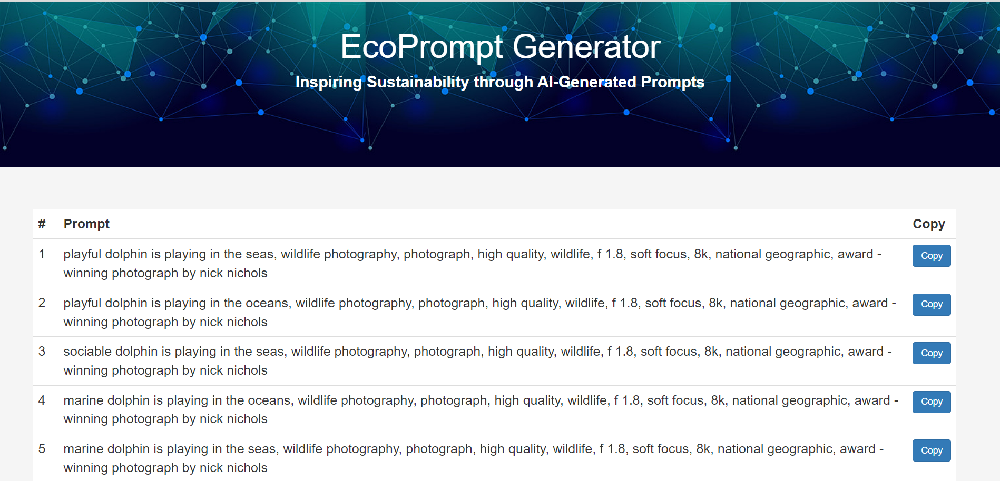 EcoPrompt Generator
Inspiring Sustainability through AI-Generated Prompts
# Prompt Copy
1 playful dolphin is playing in the seas, wildlife photography, photograph, high quality, wildlife, f 1.8, soft focus, 8k, national geographic, award - Copy
winning photograph by nick nichols
2 playful dolphin is playing in the oceans, wildlife photography, photograph, high quality, wildlife, f 1.8, soft focus, 8k, national geographic, award - Copy
winning photograph by nick nichols
3 sociable dolphin is playing in the seas, wildlife photography, photograph, high quality, wildlife, f 1.8, soft focus, 8k, national geographic, award - Copy
winning photograph by nick nichols
4 marine dolphin is playing in the oceans, wildlife photography, photograph, high quality, wildlife, f 1.8, soft focus, 8k, national geographic, award - Copy
winning photograph by nick nichols
5 marine dolphin is playing in the seas, wildlife photography, photograph, high quality, wildlife, f 1.8, soft focus, 8k, national geographic, award - Copy
winning photograph by nick nichols